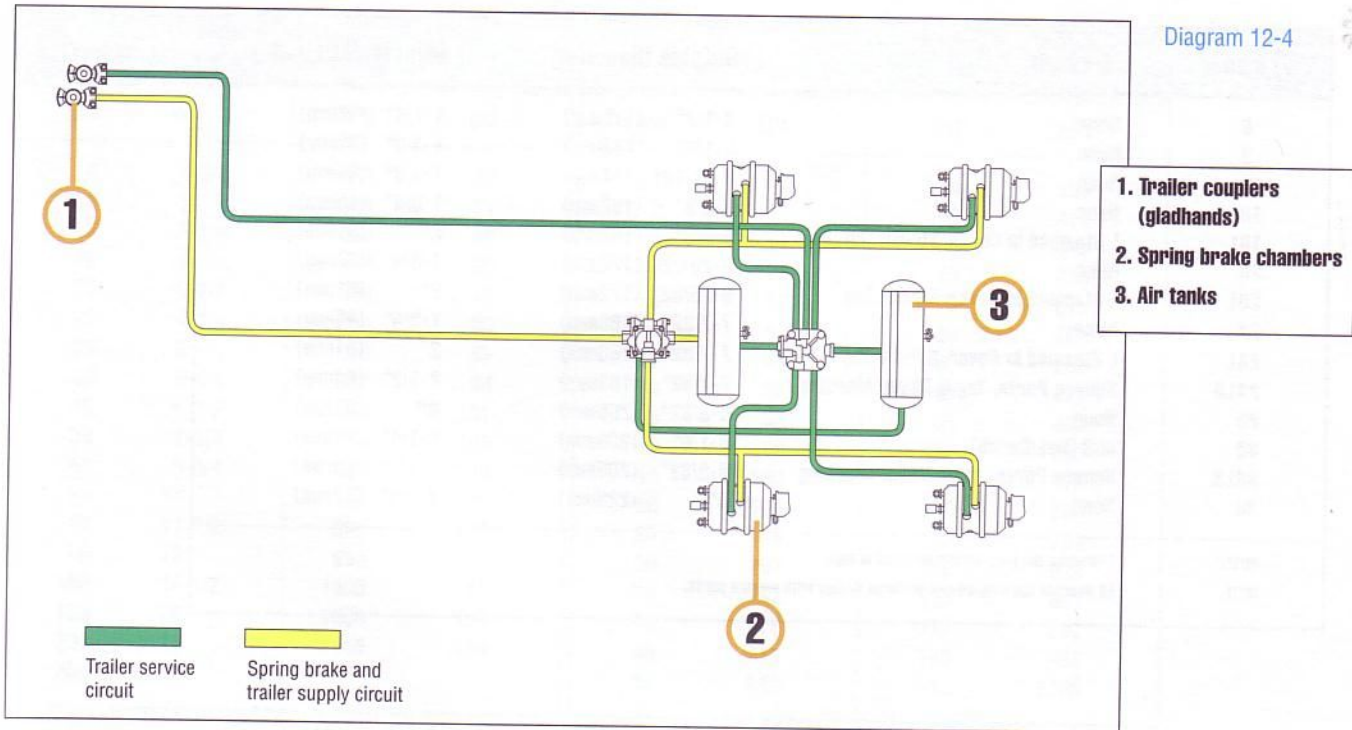 Diagram 12-4
1
3
1. Trailer couplers
(gladhands)
2. Spring brake chambers
3. Air tanks
2
Trailer service
circuit
Spring brake and
trailer supply circuit